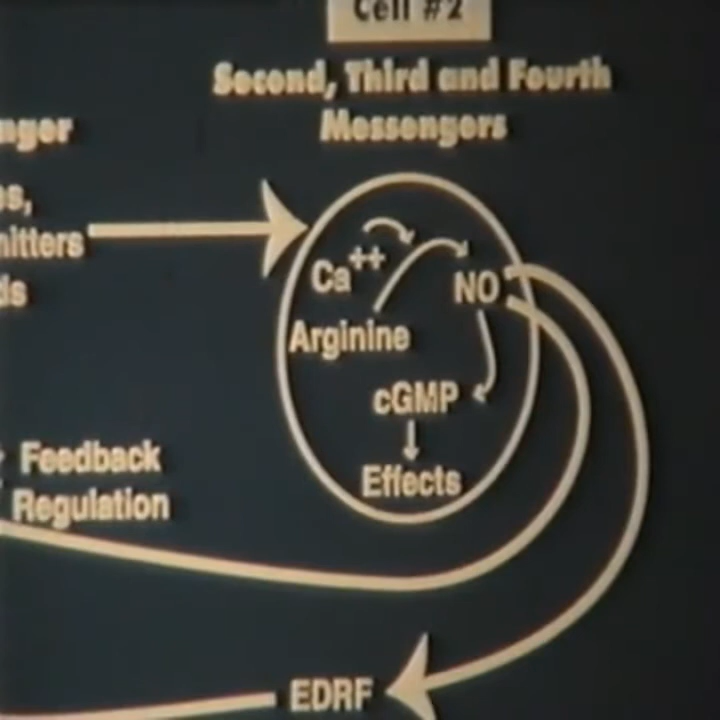 Cell #2
Second, Third and Fourth
Messengers
nger
es,
nitters
ds
Ca++
NO
Arginine
cGMP
Effects
Feedback
Regulation
EDRF